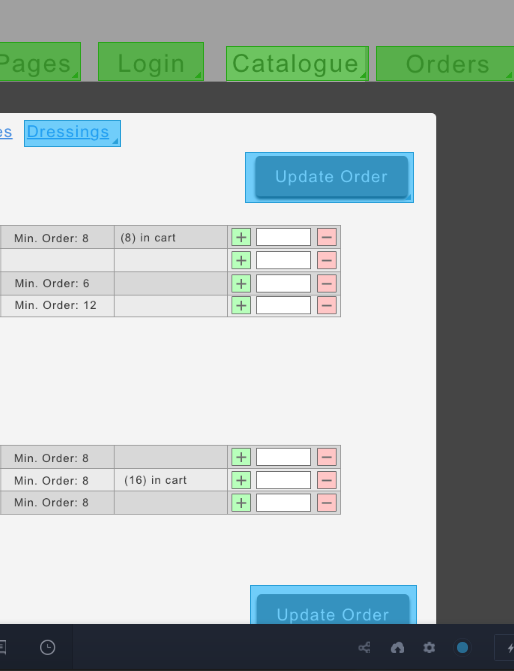 Pages Login Catalogue Orders
es Dressings
Update Order
Min. Order: 8 (8) in cart + −
+ −
Min. Order: 6 + −
Min. Order: 12 + −
Min. Order: 8 + −
Min. Order: 8 (16) in cart + −
Min. Order: 8 + −
Update Order